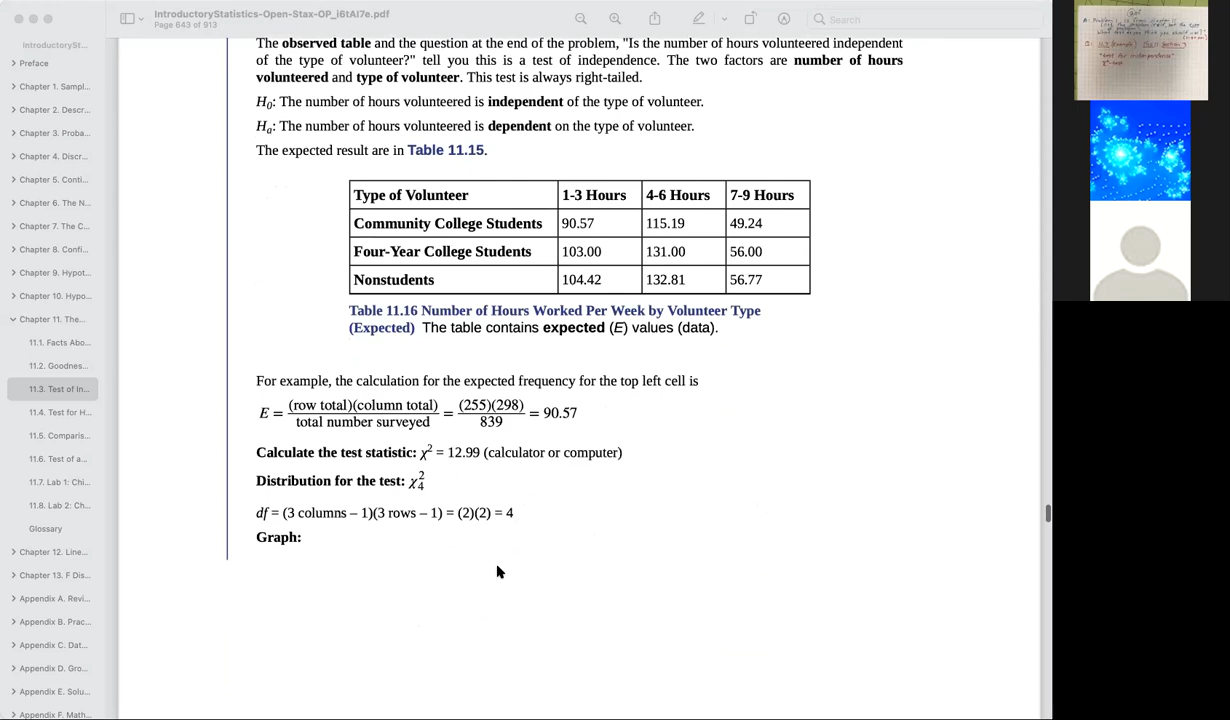 IntroductoryStatistics-Open-Stax-OP_i6tAI7e.pdf
Page 643 of 913
Search
IntroductorySt...
Preface
Chapter 1. Sampl...
Chapter 2. Descr...
Chapter 3. Proba...
Chapter 4. Discr...
Chapter 5. Conti...
Chapter 6. The N...
Chapter 7. The C...
Chapter 8. Confi...
Chapter 9. Hypot...
Chapter 10. Hypo...
Chapter 11. The...
11.1. Facts Abo...
11.2. Goodnes...
11.3. Test of In...
11.4. Test for H...
11.5. Comparis...
11.6. Test of a...
11.7. Lab 1: Chi...
11.8. Lab 2: Ch...
Glossary
Chapter 12. Line...
Chapter 13. F Dis...
Appendix A. Revi...
Appendix B. Prac...
Appendix C. Dat...
Appendix D. Gro...
Appendix E. Solu...
Appendix F. Math...
The observed table and the question at the end of the problem, "Is the number of hours volunteered independent
of the type of volunteer?" tell you this is a test of independence. The two factors are number of hours
volunteered and type of volunteer. This test is always right-tailed.
H0: The number of hours volunteered is independent of the type of volunteer.
Ha: The number of hours volunteered is dependent on the type of volunteer.
The expected result are in Table 11.15.
Type of Volunteer 1-3 Hours 4-6 Hours 7-9 Hours
Community College Students 90.57 115.19 49.24
Four-Year College Students 103.00 131.00 56.00
Nonstudents 104.42 132.81 56.77
Table 11.16 Number of Hours Worked Per Week by Volunteer Type
(Expected) The table contains expected (E) values (data).
For example, the calculation for the expected frequency for the top left cell is
E = (row total)(column total) / total number surveyed = (255)(298) / 839 = 90.57
Calculate the test statistic: χ² = 12.99 (calculator or computer)
Distribution for the test: χ²₄
df = (3 columns – 1)(3 rows – 1) = (2)(2) = 4
Graph: